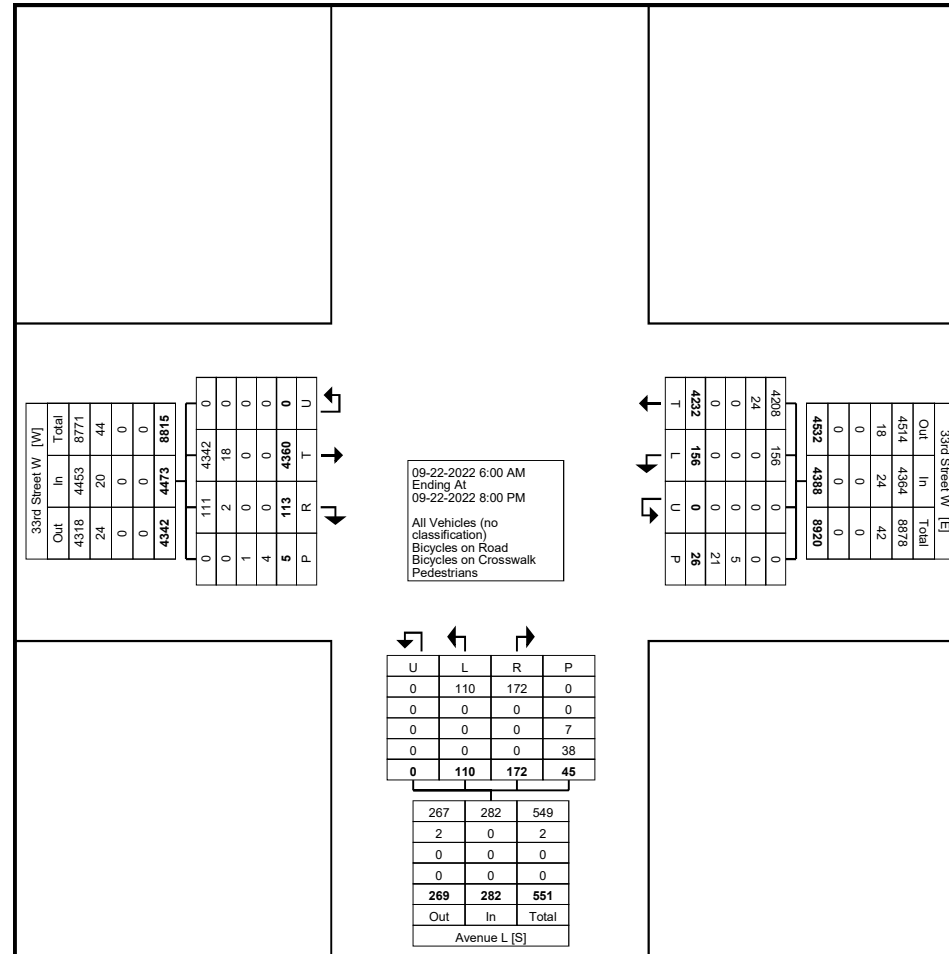 33rd Street W [W]
Total 8771 44 0 0 8815
In 4453 20 0 0 4473
Out 4318 24 0 0 4342
0 0 0 0 0 U
4342 18 0 0 4360 T
111 2 0 0 113 R
0 0 1 4 5 P
09-22-2022 6:00 AM
Ending At
09-22-2022 8:00 PM
All Vehicles (no
classification)
Bicycles on Road
Bicycles on Crosswalk
Pedestrians
T 4232 0 0 24 4208
L 156 0 0 0 156
U 0 0 0 0 0
P 26 21 5 0 0
4532 0 0 18 4514 Out
4388 0 0 24 4364 In
8920 0 0 42 8878 Total
33rd Street W [E]
U L R P
0 110 172 0
0 0 0 0
0 0 0 7
0 0 0 38
0 110 172 45
267 282 549
2 0 2
0 0 0
0 0 0
269 282 551
Out In Total
Avenue L [S]